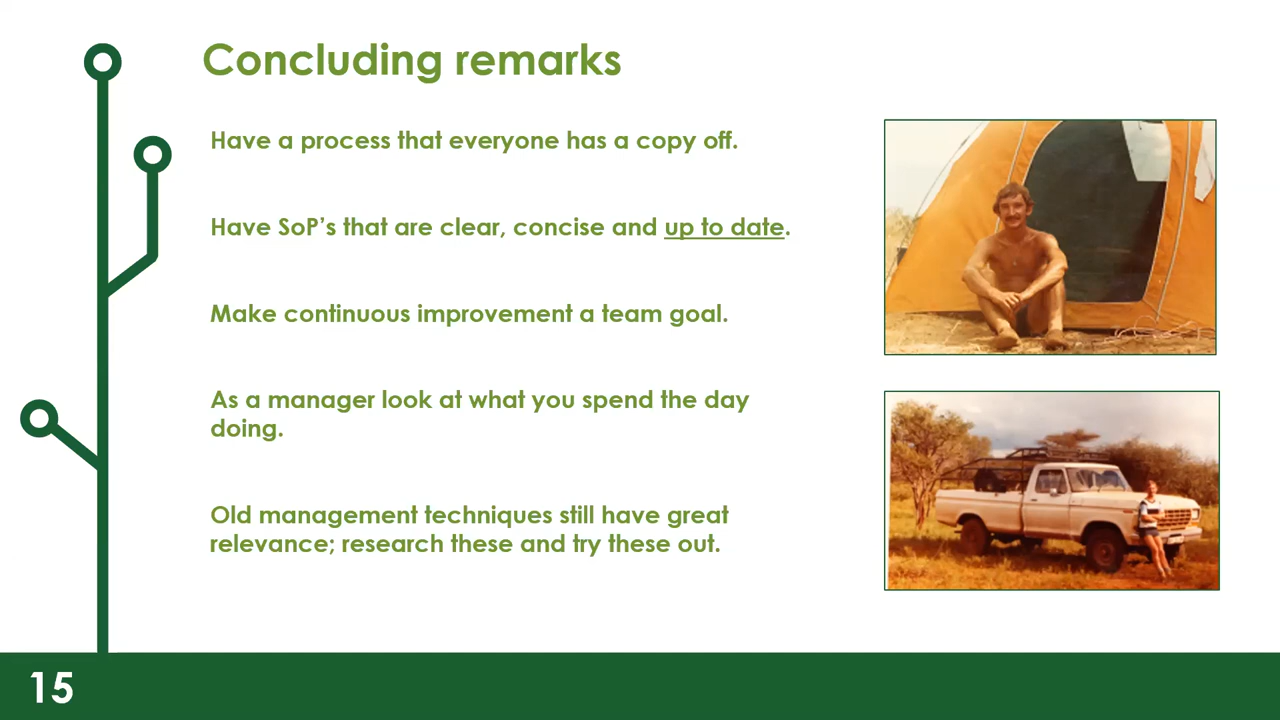 Concluding remarks
Have a process that everyone has a copy off.
Have SoP's that are clear, concise and up to date.
Make continuous improvement a team goal.
As a manager look at what you spend the day
doing.
Old management techniques still have great
relevance; research these and try these out.
15